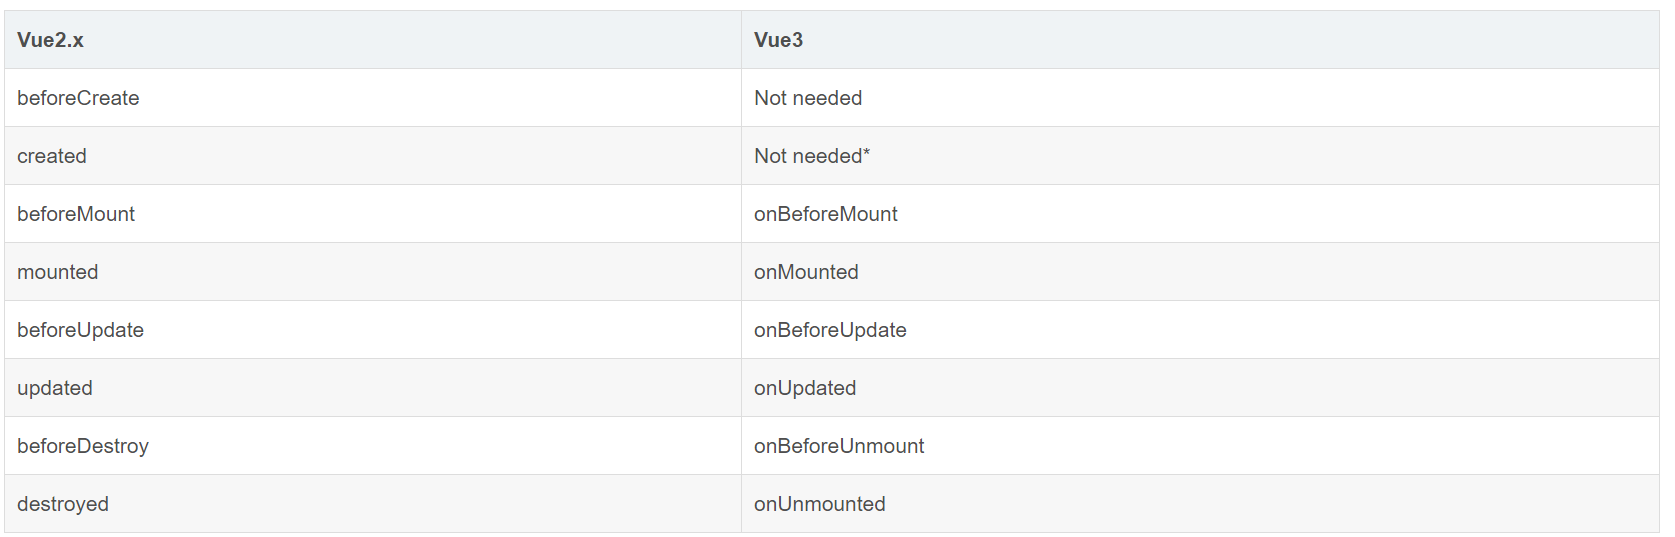 Vue2.x Vue3
beforeCreate Not needed
created Not needed*
beforeMount onBeforeMount
mounted onMounted
beforeUpdate onBeforeUpdate
updated onUpdated
beforeDestroy onBeforeUnmount
destroyed onUnmounted